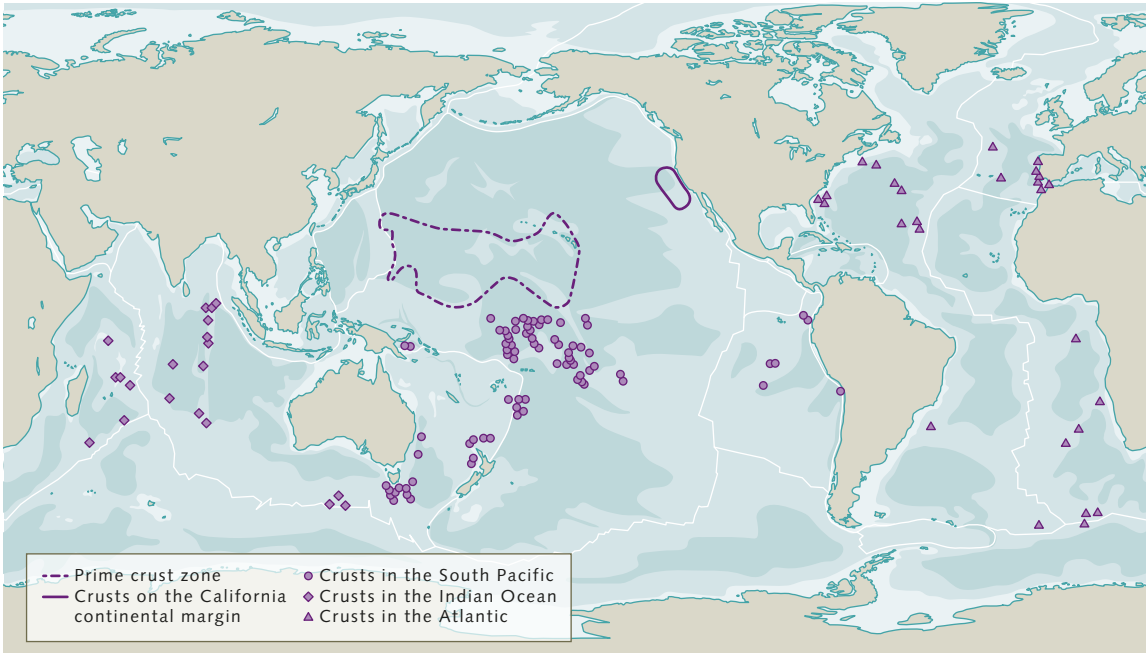 Prime crust zone
Crusts on the California
continental margin
Crusts in the South Pacific
Crusts in the Indian Ocean
Crusts in the Atlantic